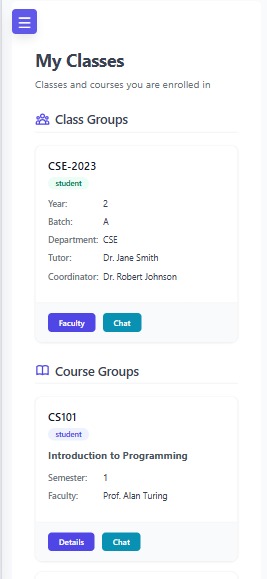 My Classes
Classes and courses you are enrolled in
Class Groups
CSE-2023
student
Year: 2
Batch: A
Department: CSE
Tutor: Dr. Jane Smith
Coordinator: Dr. Robert Johnson
Faculty Chat
Course Groups
CS101
student
Introduction to Programming
Semester: 1
Faculty: Prof. Alan Turing
Details Chat